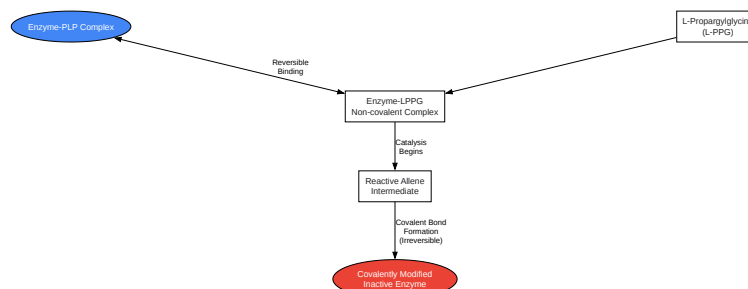 Enzyme-PLP Complex
L-Propargylglycin
(L-PPG)
Reversible
Binding
Enzyme-LPPG
Non-covalent Complex
Catalysis
Begins
Reactive Allene
Intermediate
Covalent Bond
Formation
(Irreversible)
Covalently Modified
Inactive Enzyme